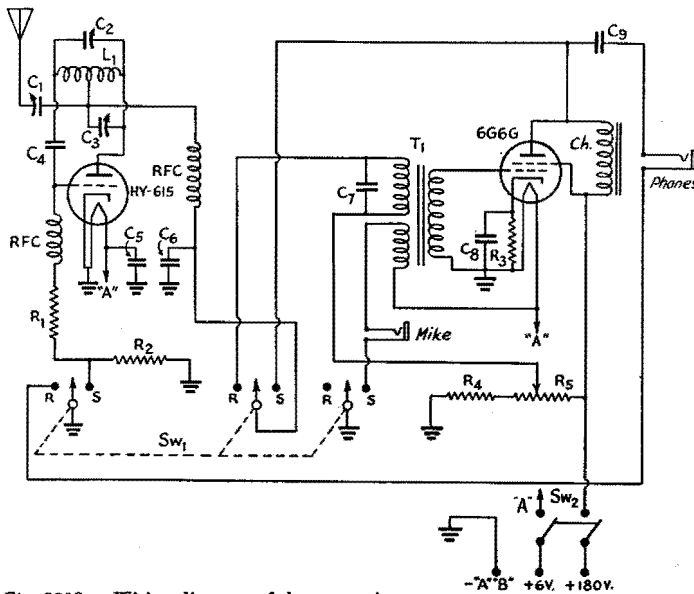 C2
L1
C1
C3
C4
HY-615
RFC
RFC
C5
C6
"A"
R1
R2
R
S
Sw1
R
S
R
S
T1
C7
6G6G
C9
Ch.
Phones
C8
R3
"A"
Mike
R4
R5
"A"
Sw2
-"A""B"
+6V.
+180V.